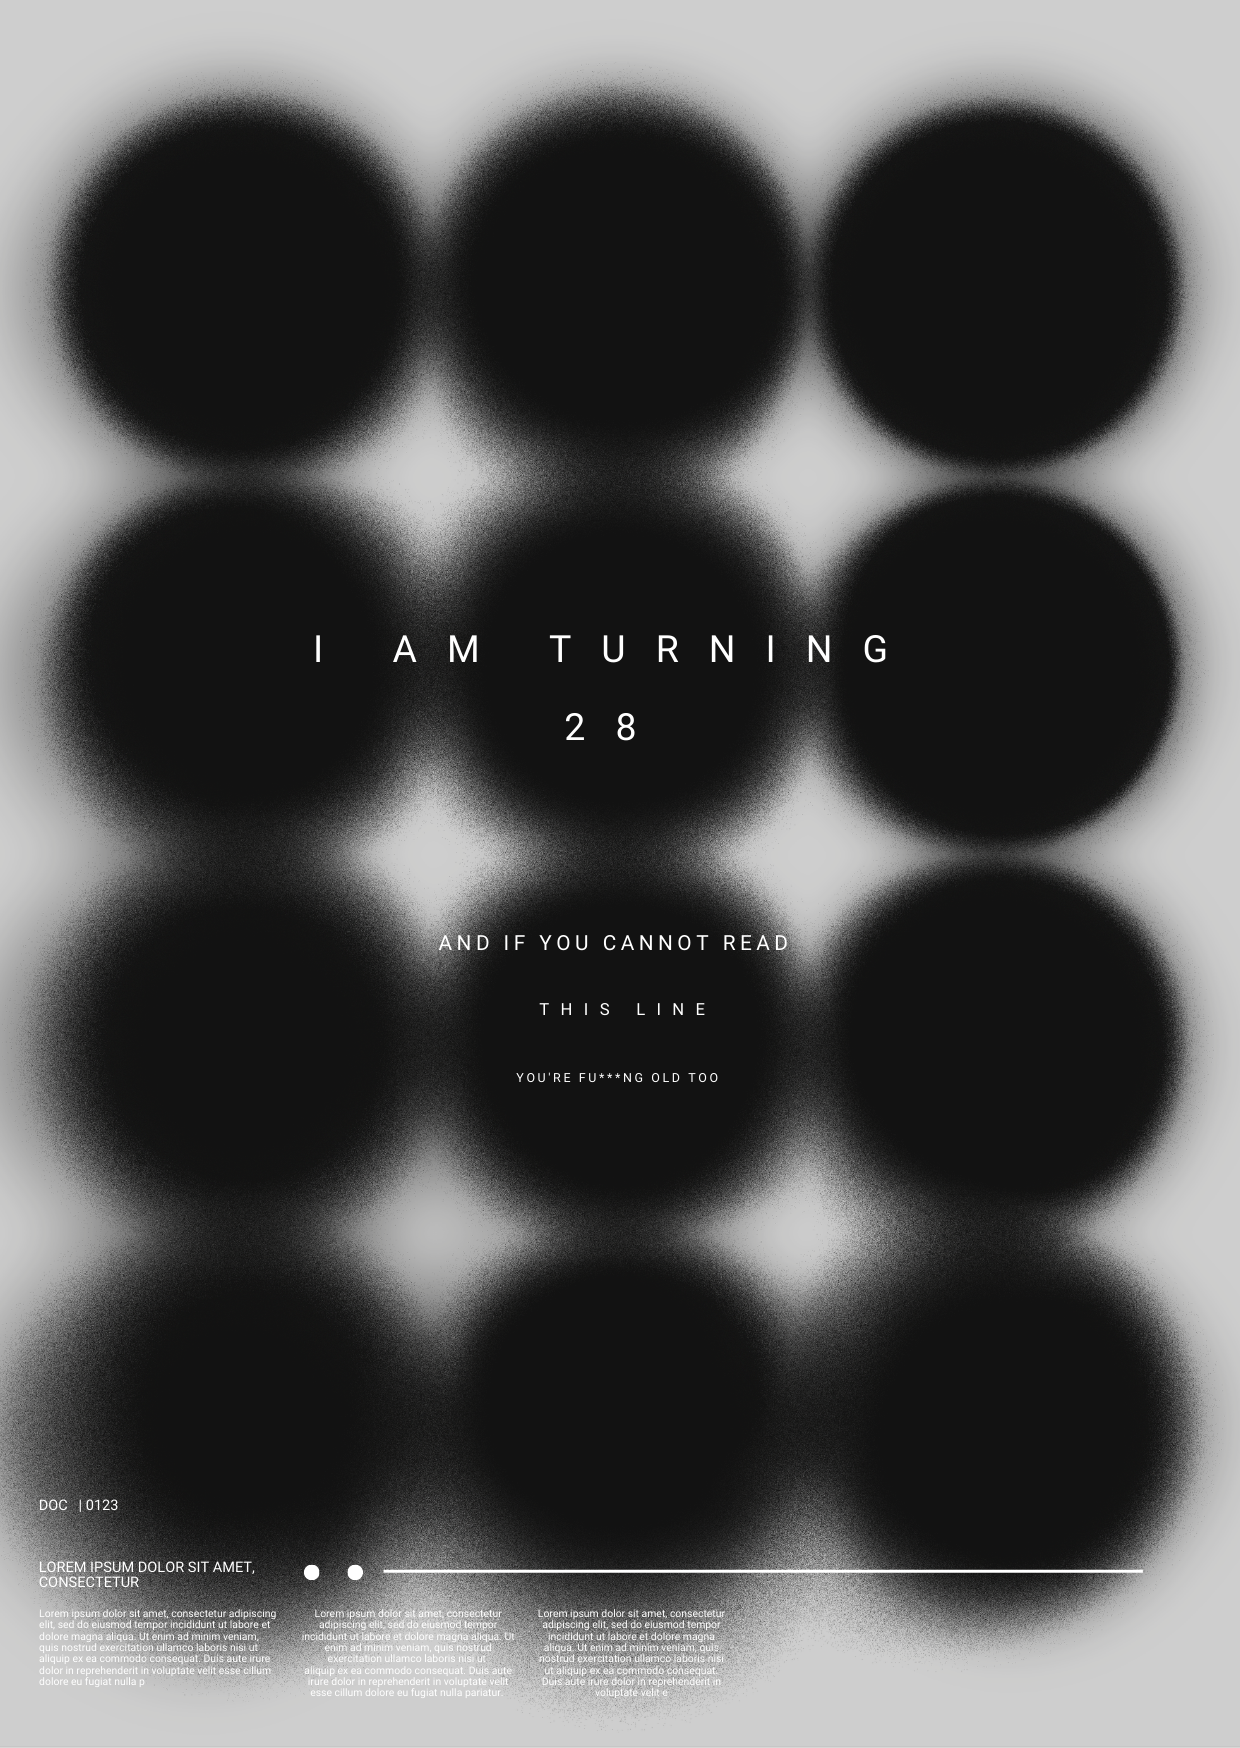 I AM TURNING
28
AND IF YOU CANNOT READ
THIS LINE
YOU'RE FU***NG OLD TOO
DOC | 0123
LOREM IPSUM DOLOR SIT AMET,
CONSECTETUR
Lorem ipsum dolor sit amet, consectetur adipiscing
elit, sed do eiusmod tempor incididunt ut labore et
dolore magna aliqua. Ut enim ad minim veniam,
quis nostrud exercitation ullamco laboris nisi ut
aliquip ex ea commodo consequat. Duis aute irure
dolor in reprehenderit in voluptate velit esse cillum
dolore eu fugiat nulla p
Lorem ipsum dolor sit amet, consectetur
adipiscing elit, sed do eiusmod tempor
incididunt ut labore et dolore magna aliqua. Ut
enim ad minim veniam, quis nostrud
exercitation ullamco laboris nisi ut
aliquip ex ea commodo consequat. Duis aute
irure dolor in reprehenderit in voluptate velit
esse cillum dolore eu fugiat nulla pariatur.
Lorem ipsum dolor sit amet, consectetur
adipiscing elit, sed do eiusmod tempor
incididunt ut labore et dolore magna
aliqua. Ut enim ad minim veniam, quis
nostrud exercitation ullamco laboris nisi
ut aliquip ex ea commodo consequat.
Duis aute irure dolor in reprehenderit in
voluptate velit e